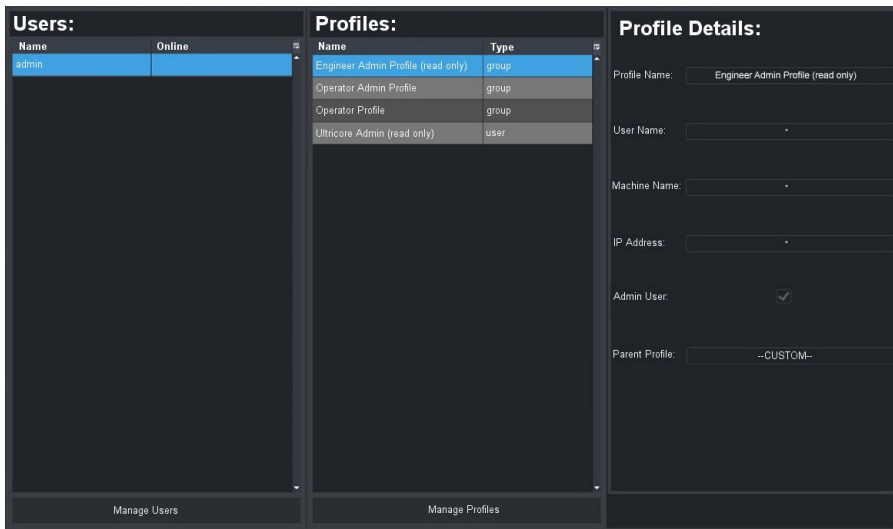 Users:
Name Online
admin
Manage Users
Profiles:
Name Type
Engineer Admin Profile (read only) group
Operator Admin Profile group
Operator Profile group
Ultricore Admin (read only) user
Manage Profiles
Profile Details:
Profile Name: Engineer Admin Profile (read only)
User Name: *
Machine Name: *
IP Address: *
Admin User:
Parent Profile: --CUSTOM--